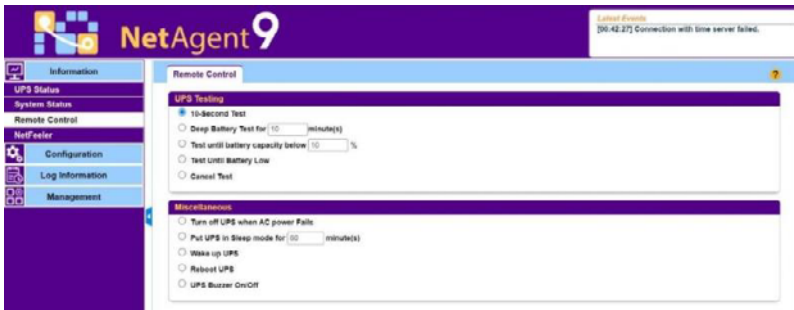 NetAgent 9
Latest Events
[00:42:27] Connection with time server failed.
Information
UPS Status
System Status
Remote Control
NetFeeler
Configuration
Log Information
Management
Remote Control
?
UPS Testing
10-Second Test
Deep Battery Test for 10 minute(s)
Test until battery capacity below 10 %
Test Until Battery Low
Cancel Test
Miscellaneous
Turn off UPS when AC power Fails
Put UPS in Sleep mode for 60 minute(s)
Wake up UPS
Reboot UPS
UPS Buzzer On/Off